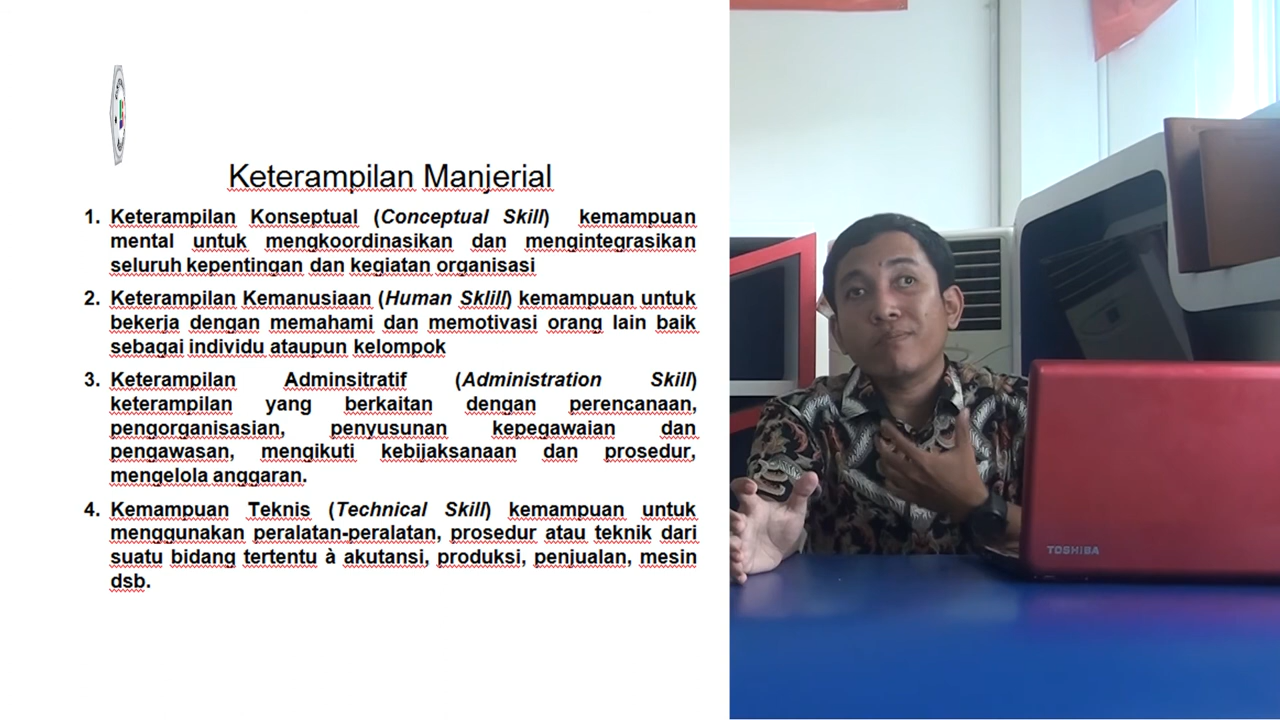 Keterampilan Manjerial
1. Keterampilan Konseptual (Conceptual Skill) kemampuan
mental untuk mengkoordinasikan dan mengintegrasikan
seluruh kepentingan dan kegiatan organisasi
2. Keterampilan Kemanusiaan (Human Sklill) kemampuan untuk
bekerja dengan memahami dan memotivasi orang lain baik
sebagai individu ataupun kelompok
3. Keterampilan Adminsitratif (Administration Skill)
keterampilan yang berkaitan dengan perencanaan,
pengorganisasian, penyusunan kepegawaian dan
pengawasan, mengikuti kebijaksanaan dan prosedur,
mengelola anggaran.
4. Kemampuan Teknis (Technical Skill) kemampuan untuk
menggunakan peralatan-peralatan, prosedur atau teknik dari
suatu bidang tertentu à akutansi, produksi, penjualan, mesin
dsb.
TOSHIBA